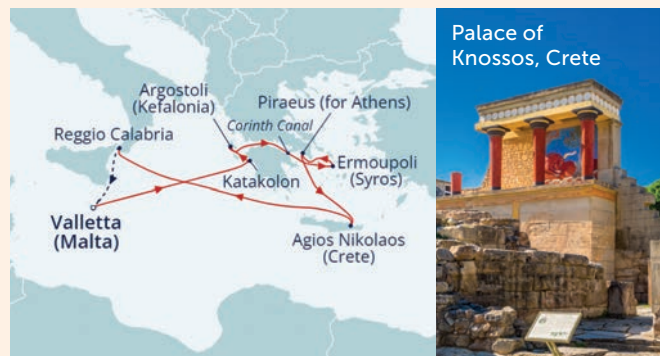 Argostoli
(Kefalonia)
Piraeus (for Athens)
Corinth Canal
Reggio Calabria
Ermoupoli
(Syros)
Katakolon
Valletta
(Malta)
Agios Nikolaos
(Crete)
Palace of
Knossos, Crete